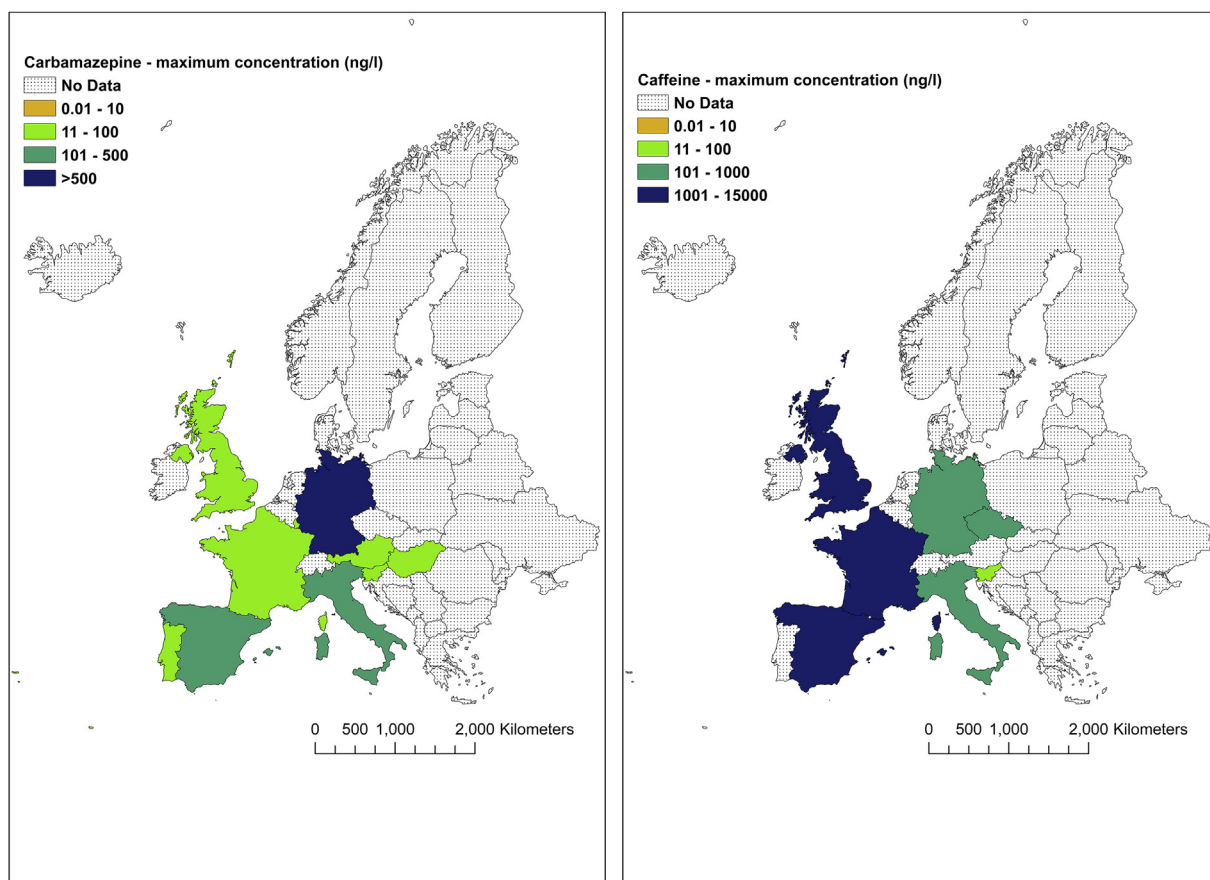 Carbamazepine - maximum concentration (ng/l)
No Data
0.01 - 10
11 - 100
101 - 500
>500
0 500 1,000 2,000 Kilometers
Caffeine - maximum concentration (ng/l)
No Data
0.01 - 10
11 - 100
101 - 1000
1001 - 15000
0 500 1,000 2,000 Kilometers